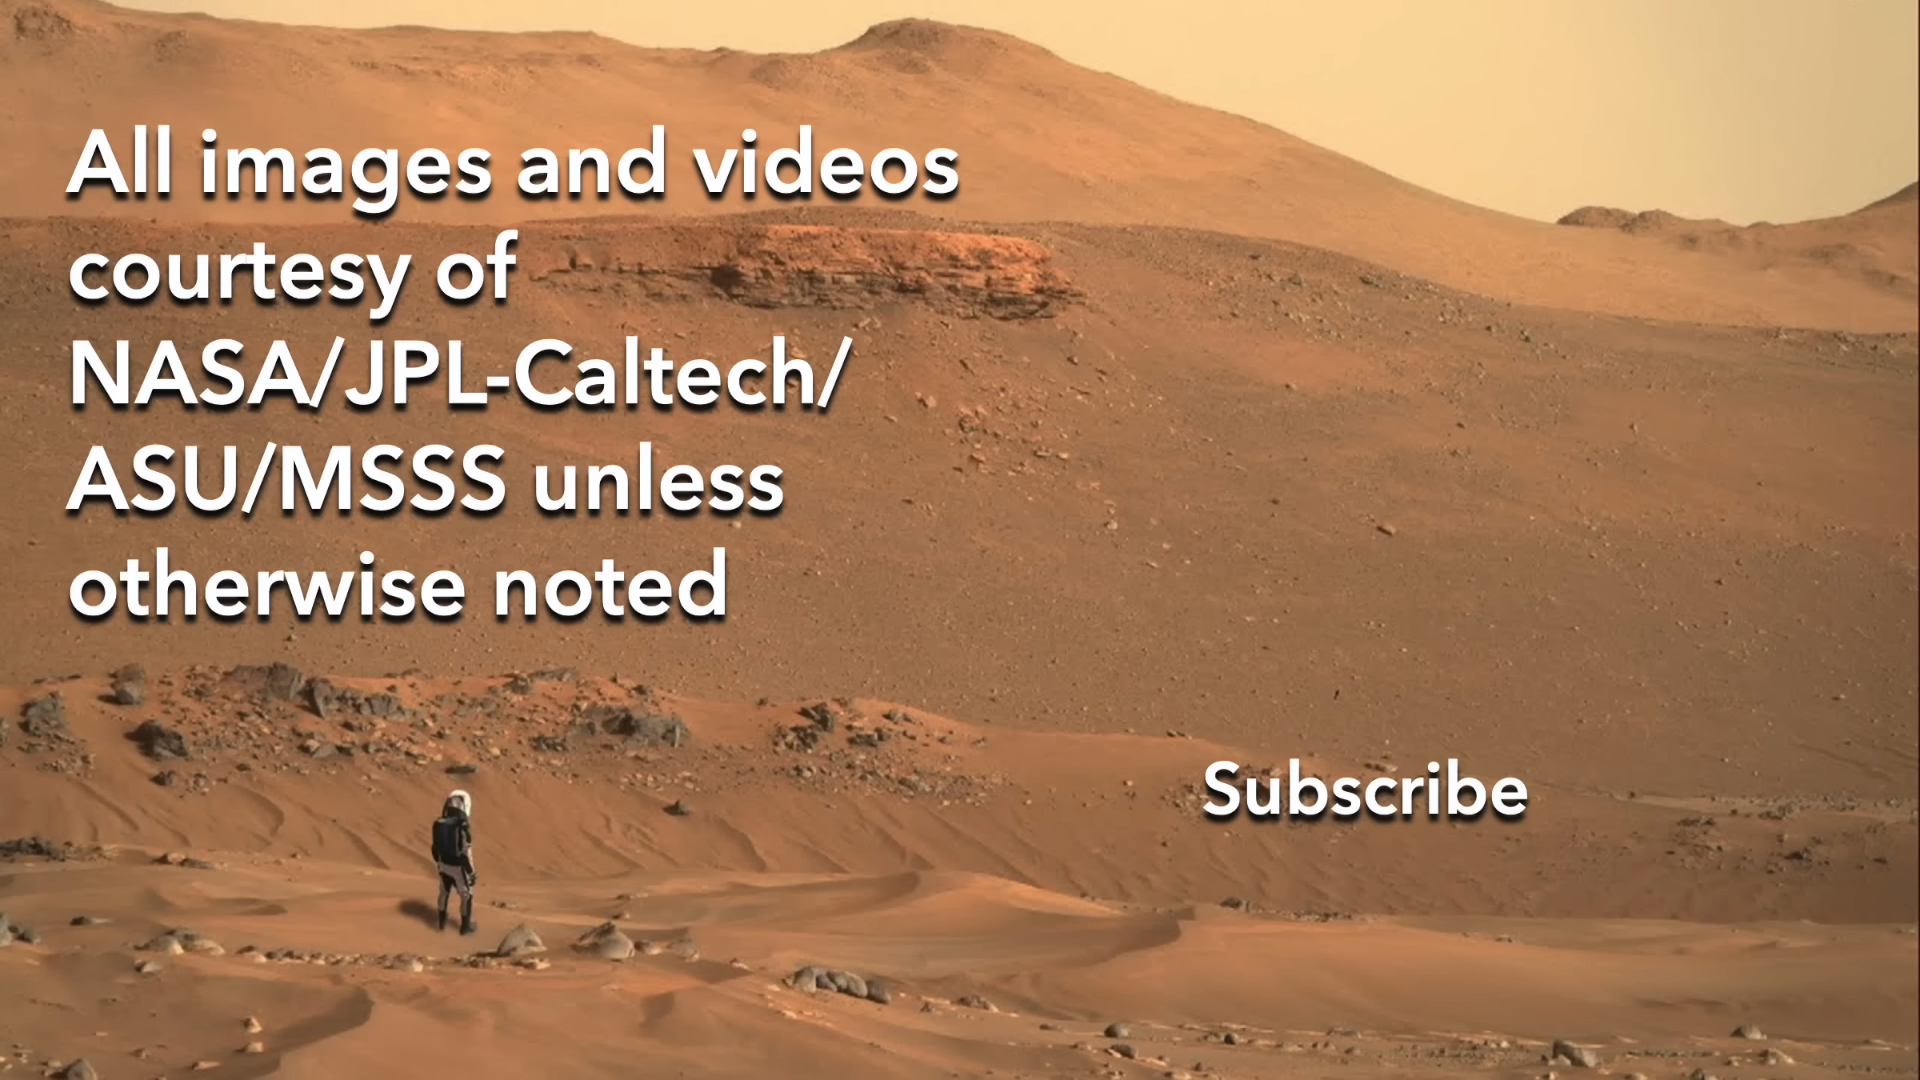 All images and videos
courtesy of
NASA/JPL-Caltech/
ASU/MSSS unless
otherwise noted
Subscribe